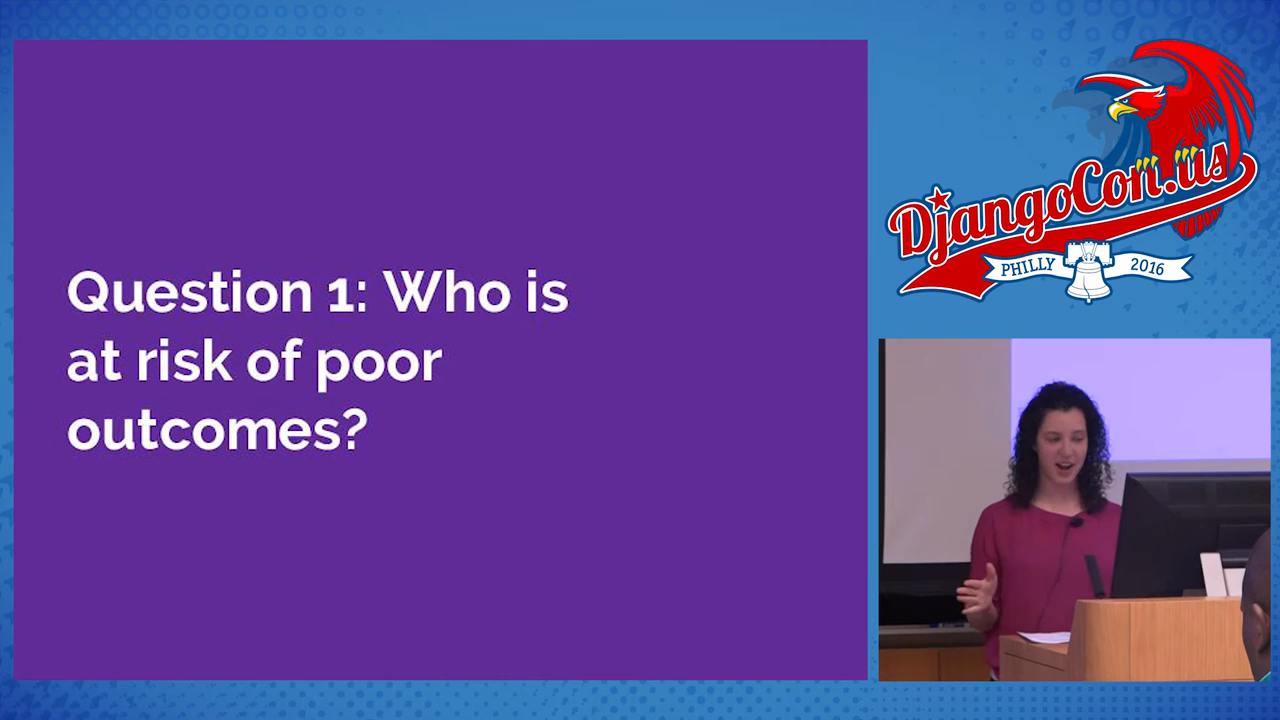 Question 1: Who is
at risk of poor
outcomes?
DjangoCon.us
PHILLY 2016